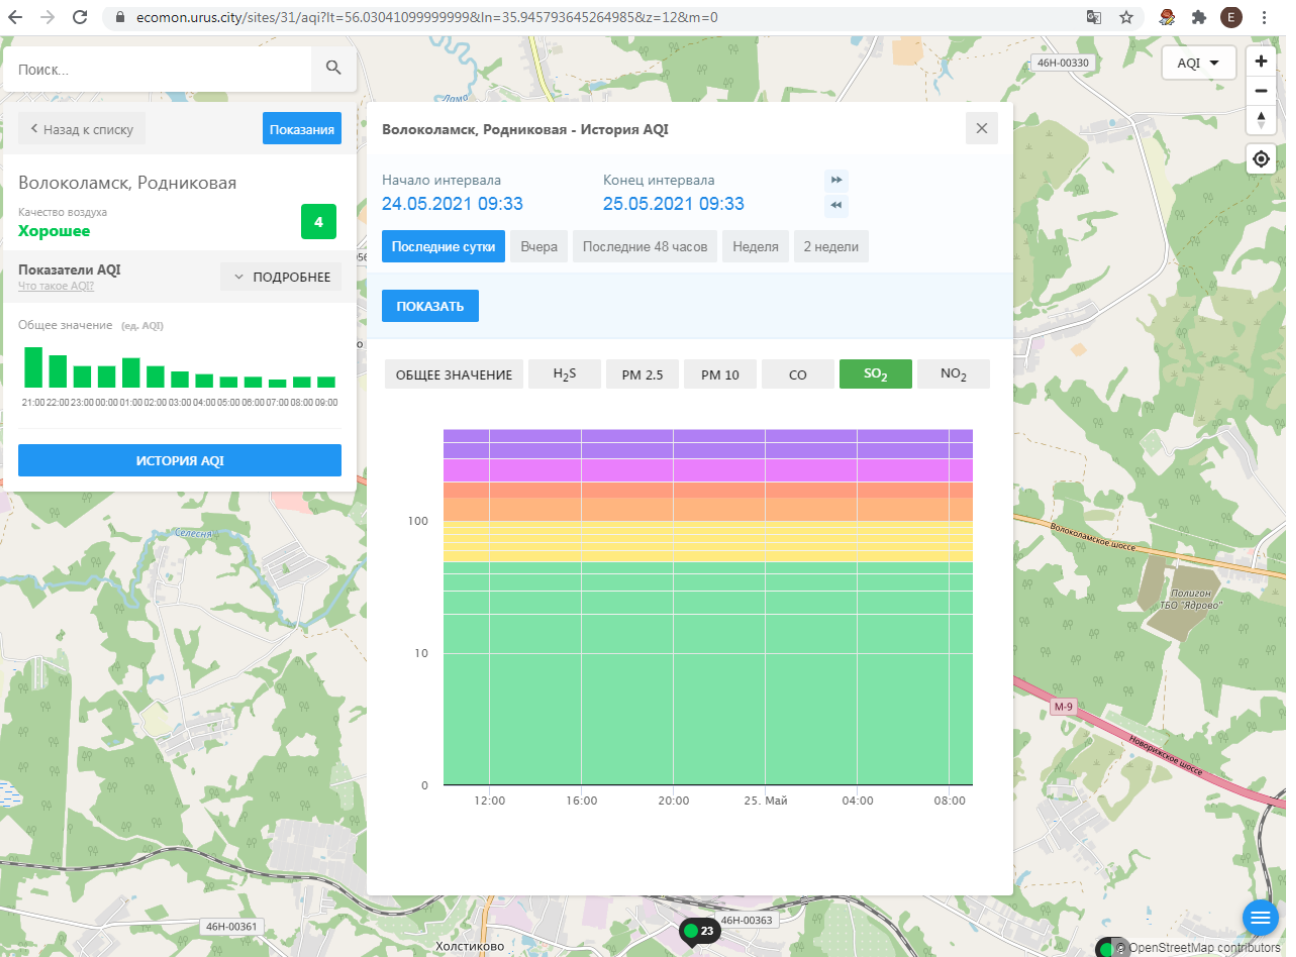 ecomon.urus.city/sites/31/aqi?lt=56.03041099999999&ln=35.945793645264985&z=12&m=0
E
Поиск...
46Н-00330
AQI
Лама
Назад к списку
Показания
Волоколамск, Родниковая - История AQI
Волоколамск, Родниковая
Качество воздуха
Хорошее
4
Начало интервала
Конец интервала
24.05.2021 09:33
25.05.2021 09:33
Последние сутки
Вчера
Последние 48 часов
Неделя
2 недели
Показатели AQI
Что такое AQI?
ПОДРОБНЕЕ
ПОКАЗАТЬ
Общее значение (ед. AQI)
21:00 22:00 23:00 00:00 01:00 02:00 03:00 04:00 05:00 06:00 07:00 08:00 09:00
ИСТОРИЯ AQI
ОБЩЕЕ ЗНАЧЕНИЕ
H₂S
PM 2.5
PM 10
CO
SO₂
NO₂
100
10
0
12:00
16:00
20:00
25. Май
04:00
08:00
Селесня
Волоколамское шоссе
Полигон
ТБО "Ядрово"
М-9
Новорижское шоссе
46Н-00361
Холстиково
23
46Н-00363
© OpenStreetMap contributors